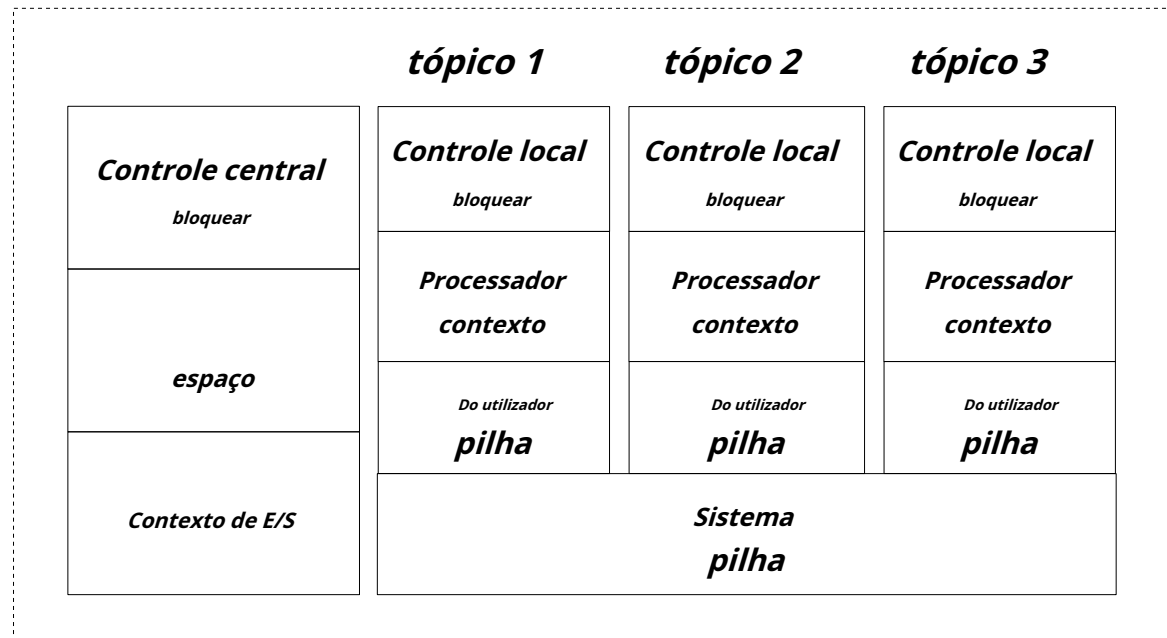 tópico 1
tópico 2
tópico 3
Controle central
bloquear
espaço
Contexto de E/S
Controle local
bloquear
Processador
contexto
Do utilizador
pilha
Controle local
bloquear
Processador
contexto
Do utilizador
pilha
Controle local
bloquear
Processador
contexto
Do utilizador
pilha
Sistema
pilha